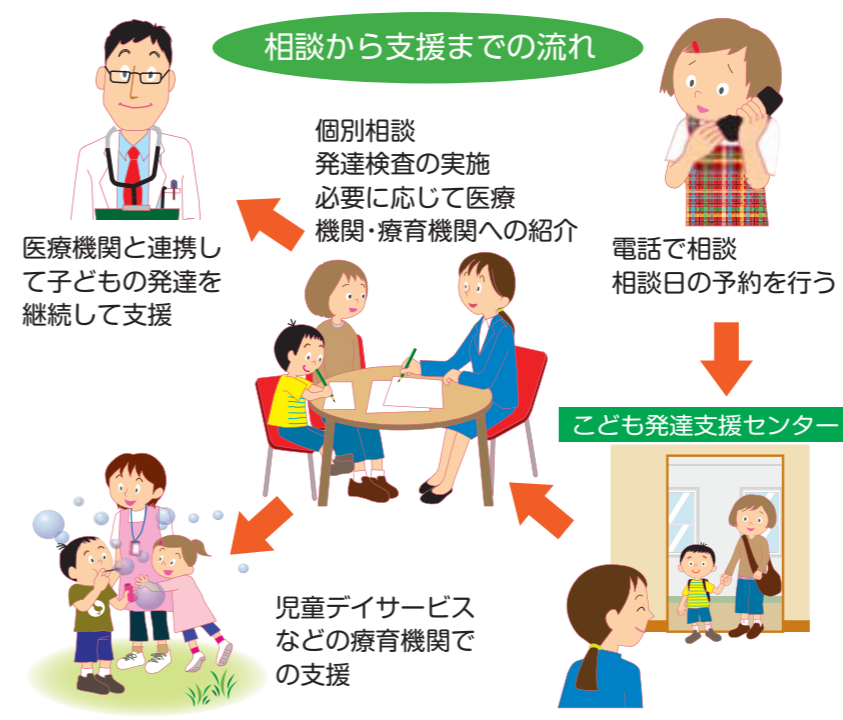 相談から支援までの流れ
電話で相談
相談日の予約を行う
こども発達支援センター
個別相談
発達検査の実施
必要に応じて医療
機関・療育機関への紹介
医療機関と連携し
て子どもの発達を
継続して支援
児童デイサービス
などの療育機関で
の支援